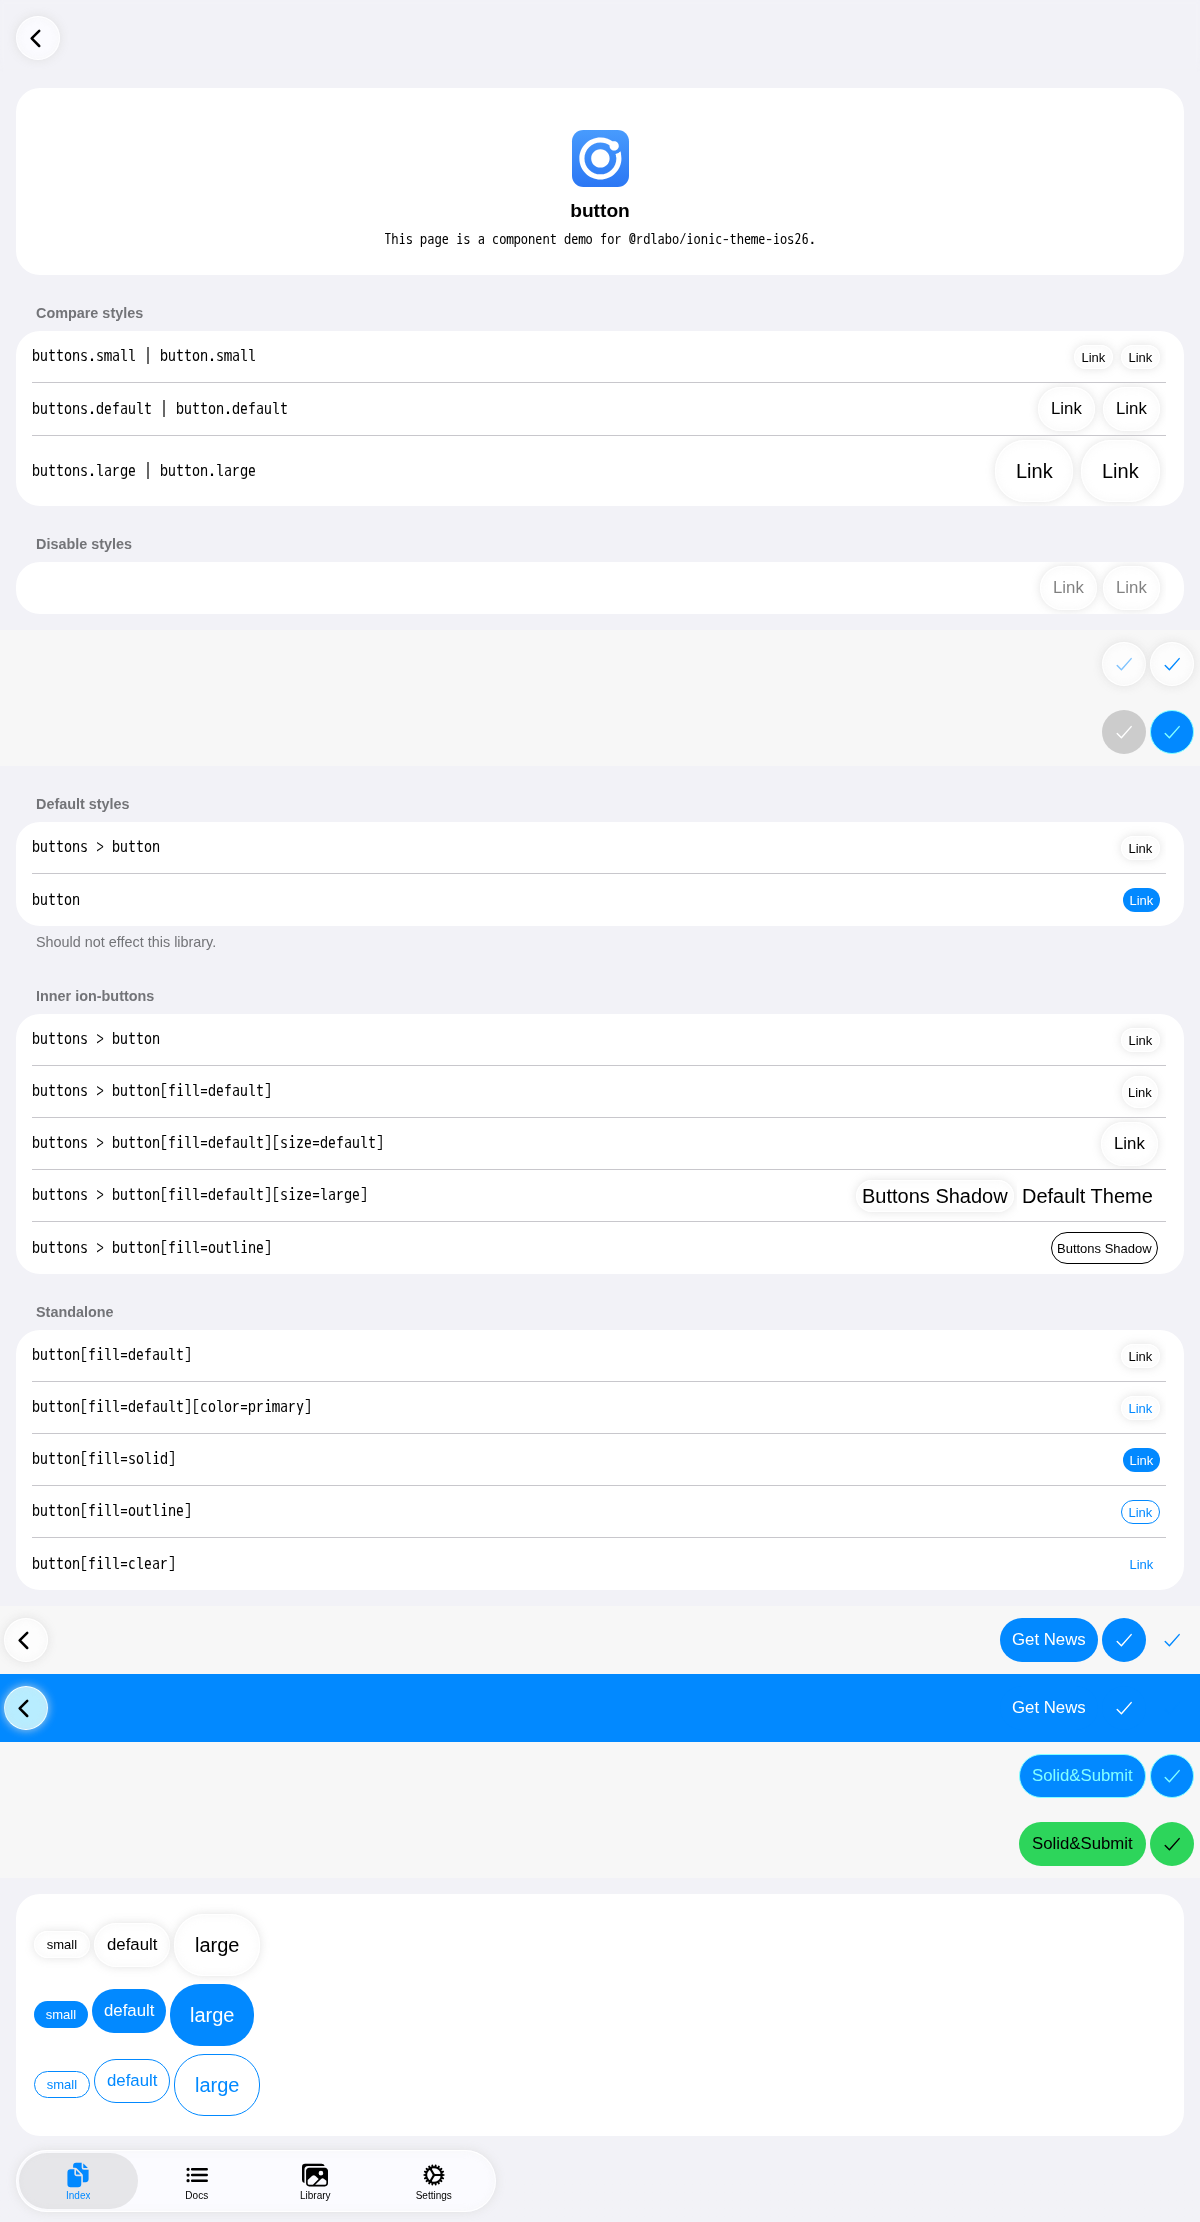 button
This page is a component demo for @rdlabo/ionic-theme-ios26.
Compare styles
buttons.small | button.small Link Link
buttons.default | button.default Link Link
buttons.large | button.large Link Link
Disable styles
Link Link
Default styles
buttons > button Link
button Link
Should not effect this library.
Inner ion-buttons
buttons > button Link
buttons > button[fill=default] Link
buttons > button[fill=default][size=default] Link
buttons > button[fill=default][size=large] Buttons Shadow Default Theme
buttons > button[fill=outline] Buttons Shadow
Standalone
button[fill=default] Link
button[fill=default][color=primary] Link
button[fill=solid] Link
button[fill=outline] Link
button[fill=clear] Link
Get News
Get News
Solid&Submit
Solid&Submit
small default large
small default large
small default large
Index Docs Library Settings